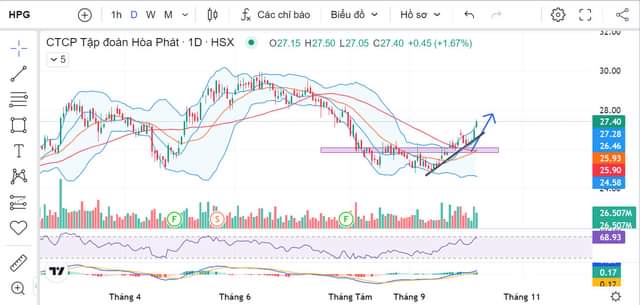 HPG 1h D W M Các chỉ báo Biểu đồ Hồ sơ
CTCP Tập đoàn Hòa Phát · 1D · HSX O27.15 H27.50 L27.05 C27.40 +0.45 (+1.67%)
5
32.00
30.00
28.00
27.40
27.28
26.46
25.93
25.90
24.58
24.00
F S F
26.507M
26.507M
68.93
0.17
0.17
Tháng 4 Tháng 6 Tháng Tám Tháng 9 Tháng 11